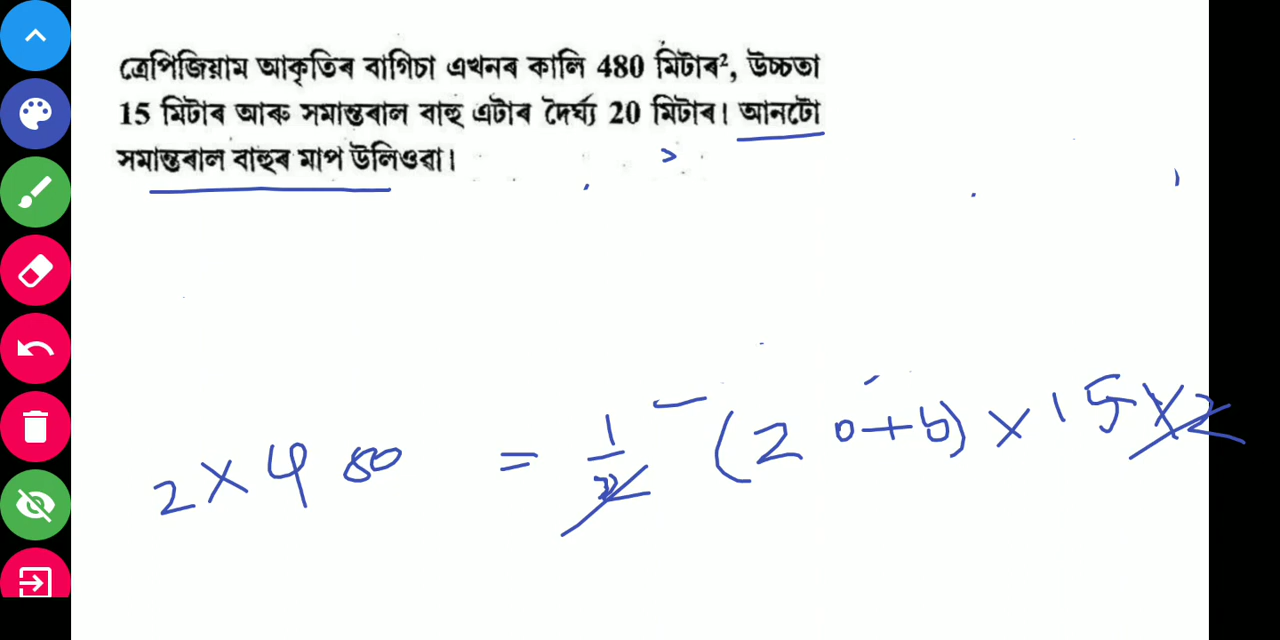 ত্ৰেপিজিয়াম আকৃতিৰ বাগিচা এখনৰ কালি 480 মিটাৰ², উচ্চতা
15 মিটাৰ আৰু সমান্তৰাল বাহু এটাৰ দৈৰ্ঘ্য 20 মিটাৰ। আনটো
সমান্তৰাল বাহুৰ মাপ উলিওৱা।
2 × 480 = 1/2 (20+b) × 15 × 2